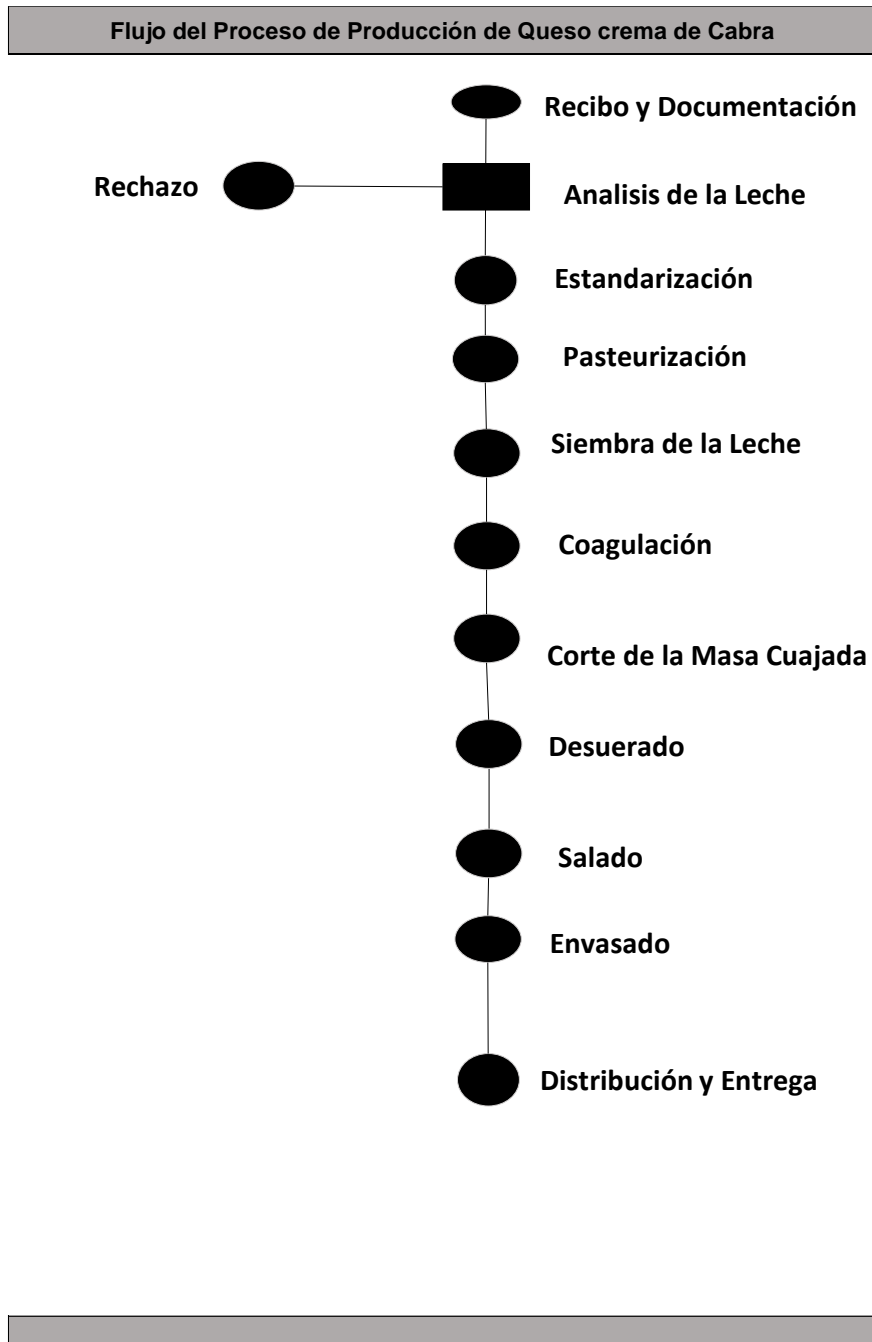 Flujo del Proceso de Producción de Queso crema de Cabra
Recibo y Documentación
Rechazo
Analisis de la Leche
Estandarización
Pasteurización
Siembra de la Leche
Coagulación
Corte de la Masa Cuajada
Desuerado
Salado
Envasado
Distribución y Entrega